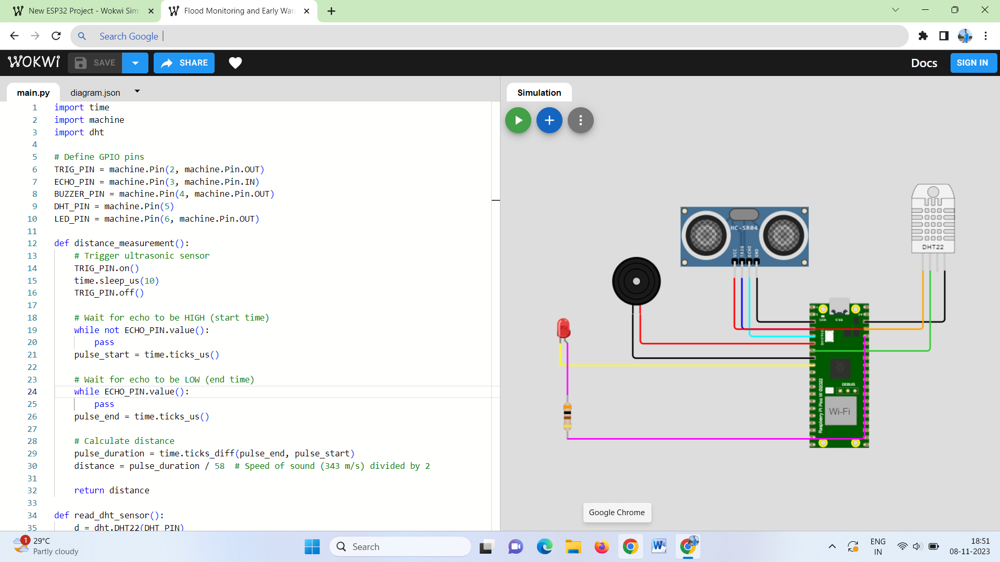 New ESP32 Project - Wokwi Sim
Flood Monitoring and Early War
Search Google
WOKWi
SAVE
SHARE
Docs
SIGN IN
main.py
diagram.json
Simulation
1 import time
2 import machine
3 import dht
4
5 # Define GPIO pins
6 TRIG_PIN = machine.Pin(2, machine.Pin.OUT)
7 ECHO_PIN = machine.Pin(3, machine.Pin.IN)
8 BUZZER_PIN = machine.Pin(4, machine.Pin.OUT)
9 DHT_PIN = machine.Pin(5)
10 LED_PIN = machine.Pin(6, machine.Pin.OUT)
11
12 def distance_measurement():
13 # Trigger ultrasonic sensor
14 TRIG_PIN.on()
15 time.sleep_us(10)
16 TRIG_PIN.off()
17
18 # Wait for echo to be HIGH (start time)
19 while not ECHO_PIN.value():
20 pass
21 pulse_start = time.ticks_us()
22
23 # Wait for echo to be LOW (end time)
24 while ECHO_PIN.value():
25 pass
26 pulse_end = time.ticks_us()
27
28 # Calculate distance
29 pulse_duration = time.ticks_diff(pulse_end, pulse_start)
30 distance = pulse_duration / 58 # Speed of sound (343 m/s) divided by 2
31
32 return distance
33
34 def read_dht_sensor():
35 d = dht.DHT22(DHT_PIN)
HC-SR04
VCC
TRIG
ECHO
GND
DHT22
LED
USB
BOOTSEL
DEBUG
Raspberry Pi Pico W ©2022
Wi-Fi
Google Chrome
1
29°C
Partly cloudy
Search
ENG
IN
18:51
08-11-2023